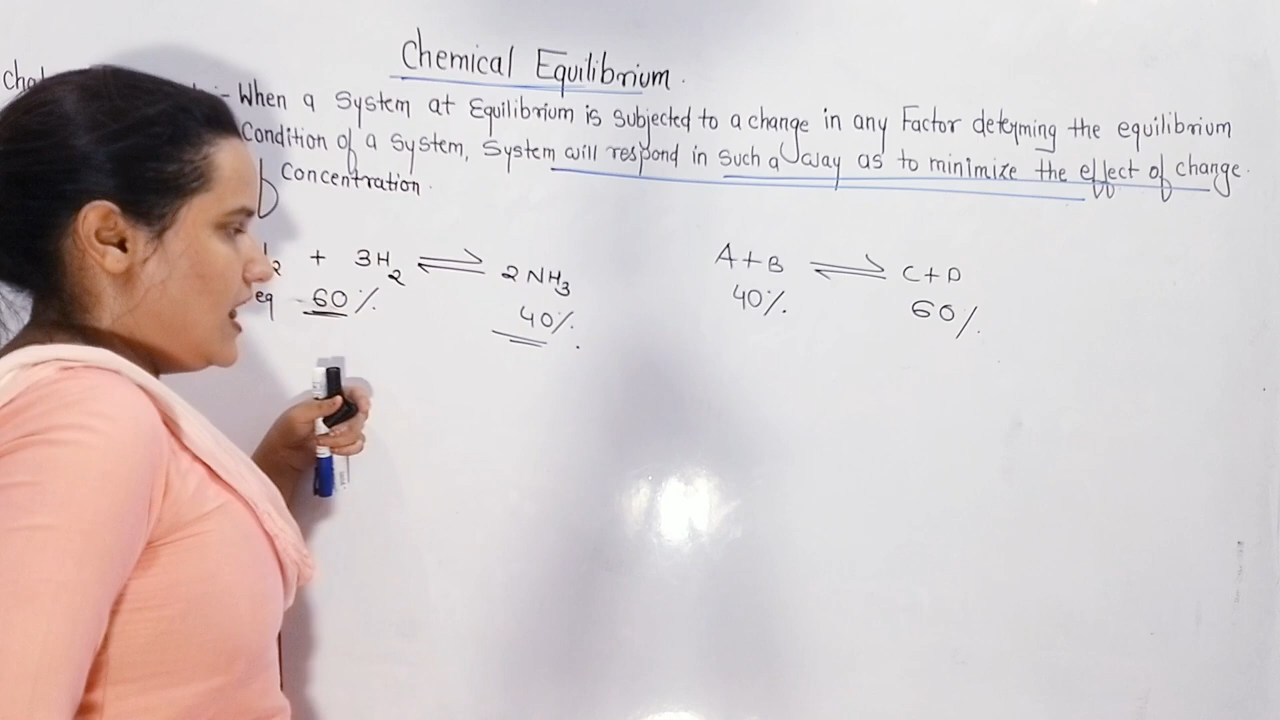 Chemical Equilibrium.
:- When a System at Equilibrium is subjected to a change in any Factor deteyming the equilibrium
Condition of a System, System will respond in such a way as to minimize the effect of change.
Concentration.
+ 3H2 ⇌ 2NH3
A+B ⇌ C+D
eq 60% 40%.
40%. 60%.